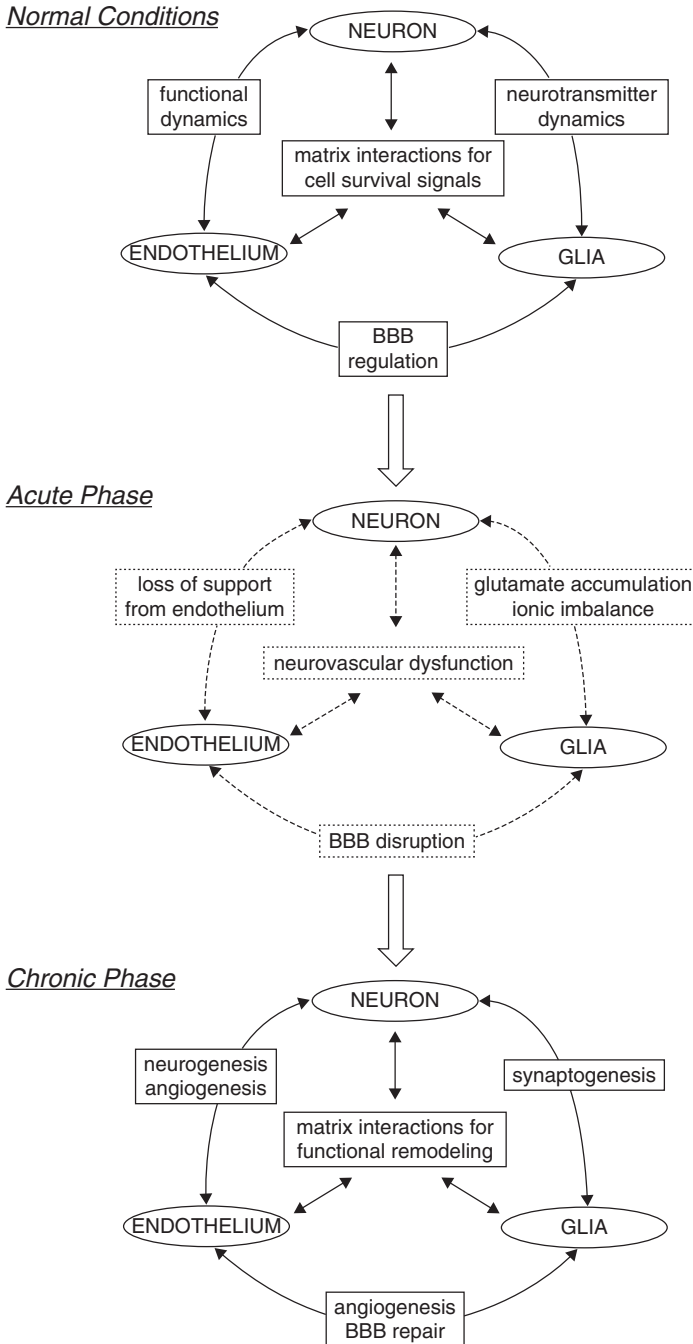 Normal Conditions
NEURON
functional
dynamics
neurotransmitter
dynamics
matrix interactions for
cell survival signals
ENDOTHELIUM
GLIA
BBB
regulation
Acute Phase
NEURON
loss of support
from endothelium
glutamate accumulation
ionic imbalance
neurovascular dysfunction
ENDOTHELIUM
GLIA
BBB disruption
Chronic Phase
NEURON
neurogenesis
angiogenesis
synaptogenesis
matrix interactions for
functional remodeling
ENDOTHELIUM
GLIA
angiogenesis
BBB repair